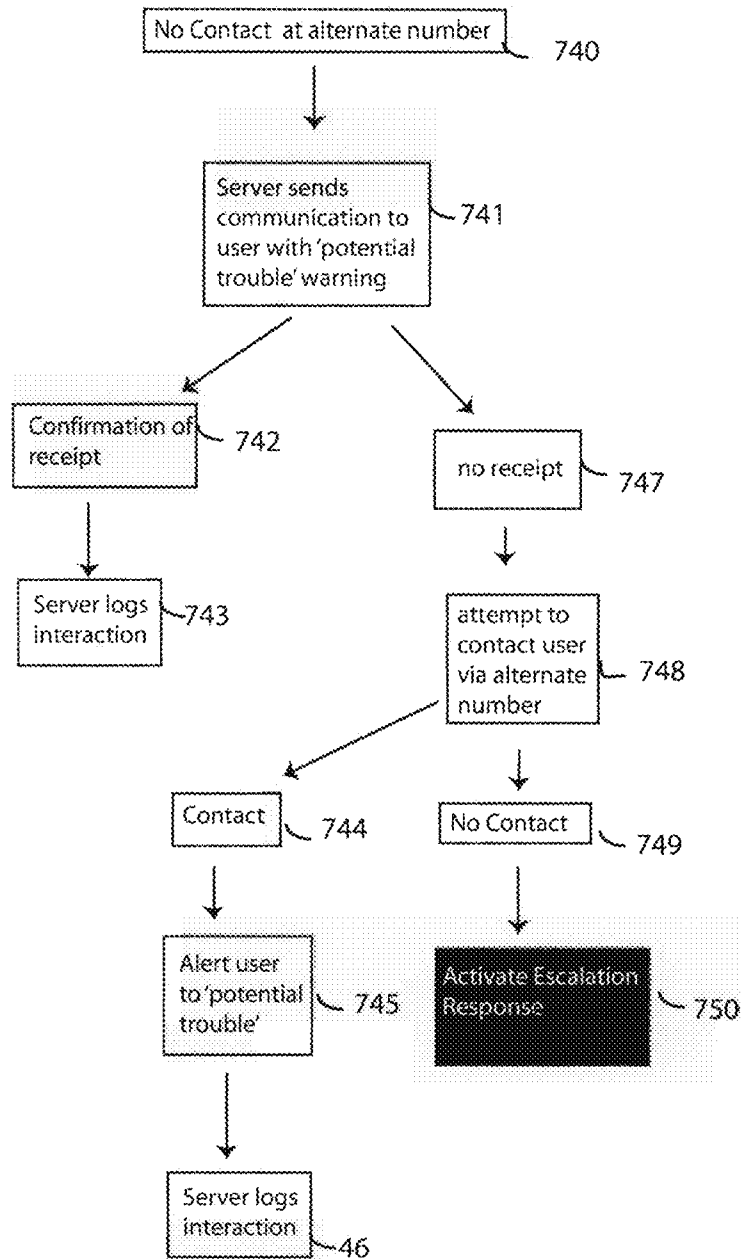 No Contact at alternate number
740
Server sends
communication to
user with 'potential
trouble' warning
741
Confirmation of
receipt
742
no receipt
747
Server logs
interaction
743
attempt to
contact user
via alternate
number
748
Contact
744
No Contact
749
Alert user
to 'potential
trouble'
745
Activate Escalation
Response
750
Server logs
interaction
46